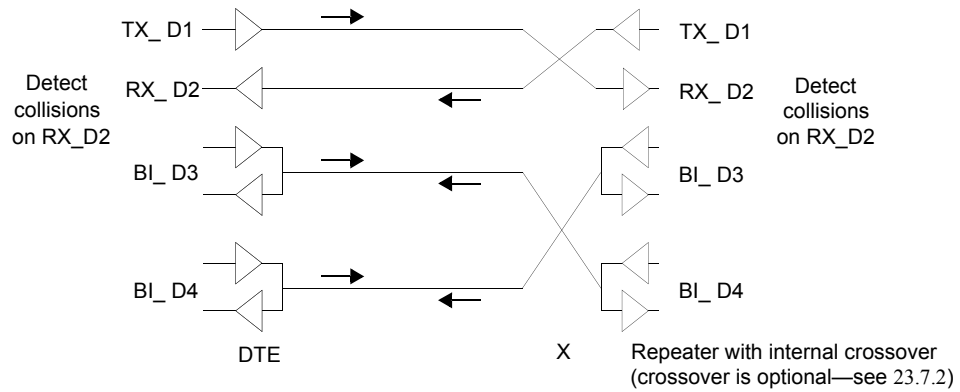 TX_ D1
TX_ D1
Detect
collisions
on RX_D2
RX_ D2
RX_ D2
Detect
collisions
on RX_D2
BI_ D3
BI_ D3
BI_ D4
BI_ D4
DTE
X
Repeater with internal crossover
(crossover is optional—see 23.7.2)